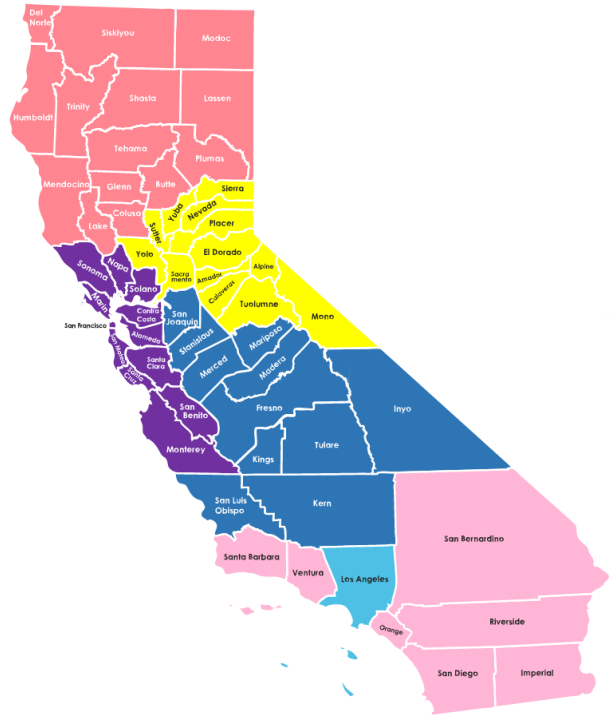 Del
Norte
Siskiyou
Modoc
Humboldt
Trinity
Shasta
Lassen
Tehama
Plumas
Mendocino
Glenn
Butte
Lake
Colusa
Sierra
Yuba
Nevada
Sutter
Placer
Yolo
El Dorado
Sacra
mento
Alpine
Amador
Calaveras
Tuolumne
Mono
Sonoma
Napa
Solano
Marin
Contra
Costa
San
Joaquin
San Francisco
Alameda
Stanislaus
Mariposa
San Mateo
Santa
Clara
Santa
Cruz
Merced
Madera
San
Benito
Fresno
Inyo
Monterey
Kings
Tulare
San Luis
Obispo
Kern
San Bernardino
Santa Barbara
Ventura
Los Angeles
Orange
Riverside
San Diego
Imperial